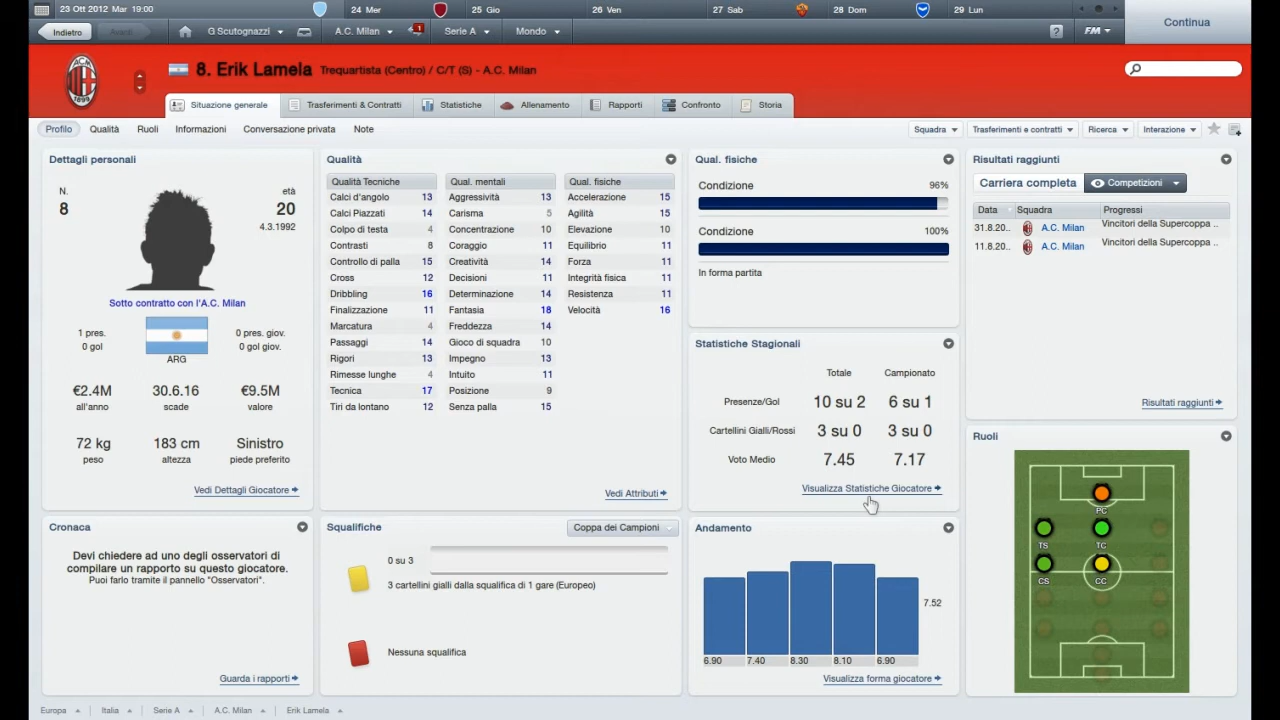 23 Ott 2012 Mar 19:00
24 Mer
25 Gio
26 Ven
27 Sab
28 Dom
29 Lun
Continua
Indietro
Avanti
G Scutognazzi
A.C. Milan
1
Serie A
Mondo
?
FM
ACM
1899
8. Erik Lamela Trequartista (Centro) / C/T (S) - A.C. Milan
Situazione generale
Trasferimenti & Contratti
Statistiche
Allenamento
Rapporti
Confronto
Storia
Profilo
Qualità
Ruoli
Informazioni
Conversazione privata
Note
Squadra
Trasferimenti e contratti
Ricerca
Interazione
Dettagli personali
N.
8
età
20
4.3.1992
Sotto contratto con l'A.C. Milan
1 pres.
0 gol
ARG
0 pres. giov.
0 gol giov.
€2.4M
all'anno
30.6.16
scade
€9.5M
valore
72 kg
peso
183 cm
altezza
Sinistro
piede preferito
Vedi Dettagli Giocatore
Qualità
Qualità Tecniche
Calci d'angolo 13
Calci Piazzati 14
Colpo di testa 4
Contrasti 8
Controllo di palla 15
Cross 12
Dribbling 16
Finalizzazione 11
Marcatura 4
Passaggi 14
Rigori 13
Rimesse lunghe 4
Tecnica 17
Tiri da lontano 12
Qual. mentali
Aggressività 13
Carisma 5
Concentrazione 10
Coraggio 11
Creatività 14
Decisioni 11
Determinazione 14
Fantasia 18
Freddezza 14
Gioco di squadra 10
Impegno 13
Intuito 11
Posizione 9
Senza palla 15
Qual. fisiche
Accelerazione 15
Agilità 15
Elevazione 10
Equilibrio 11
Forza 11
Integrità fisica 11
Resistenza 11
Velocità 16
Vedi Attributi
Qual. fisiche
Condizione 96%
Condizione 100%
In forma partita
Statistiche Stagionali
Totale Campionato
Presenze/Gol 10 su 2 6 su 1
Cartellini Gialli/Rossi 3 su 0 3 su 0
Voto Medio 7.45 7.17
Visualizza Statistiche Giocatore
Risultati raggiunti
Carriera completa
Competizioni
Data Squadra Progressi
31.8.20.. A.C. Milan Vincitori della Supercoppa ..
11.8.20.. A.C. Milan Vincitori della Supercoppa ..
Risultati raggiunti
Cronaca
Devi chiedere ad uno degli osservatori di
compilare un rapporto su questo giocatore.
Puoi farlo tramite il pannello "Osservatori".
Guarda i rapporti
Squalifiche
Coppa dei Campioni
0 su 3
3 cartellini gialli dalla squalifica di 1 gare (Europeo)
Nessuna squalifica
Andamento
7.52
6.90 7.40 8.30 8.10 6.90
Visualizza forma giocatore
Ruoli
PC
TS
TC
CS
CC
Europa
Italia
Serie A
A.C. Milan
Erik Lamela